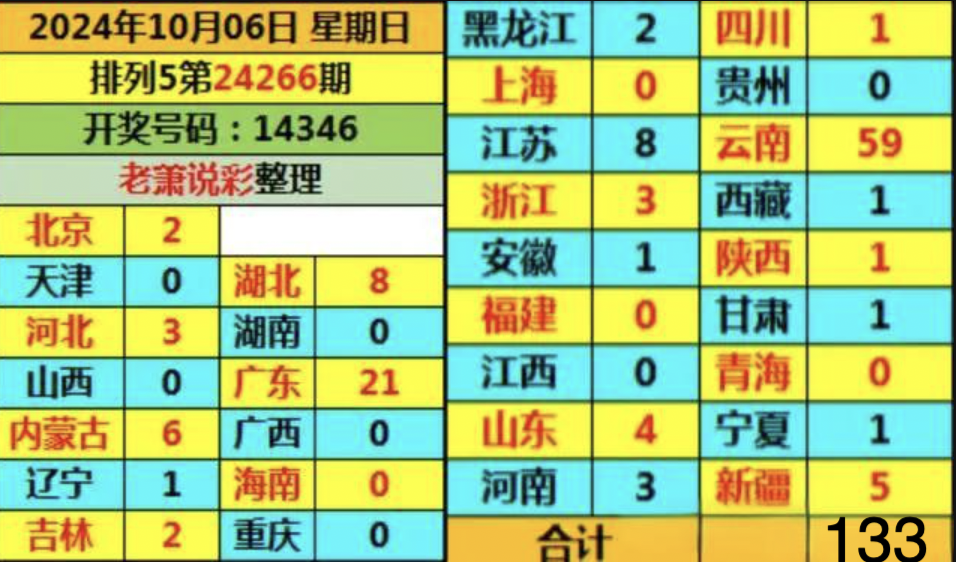 2024年10月06日 星期日
排列5第24266期
开奖号码：14346
老萧说彩整理
北京 2
天津 0 湖北 8
河北 3 湖南 0
山西 0 广东 21
内蒙古 6 广西 0
辽宁 1 海南 0
吉林 2 重庆 0
黑龙江 2 四川 1
上海 0 贵州 0
江苏 8 云南 59
浙江 3 西藏 1
安徽 1 陕西 1
福建 0 甘肃 1
江西 0 青海 0
山东 4 宁夏 1
河南 3 新疆 5
合计 133